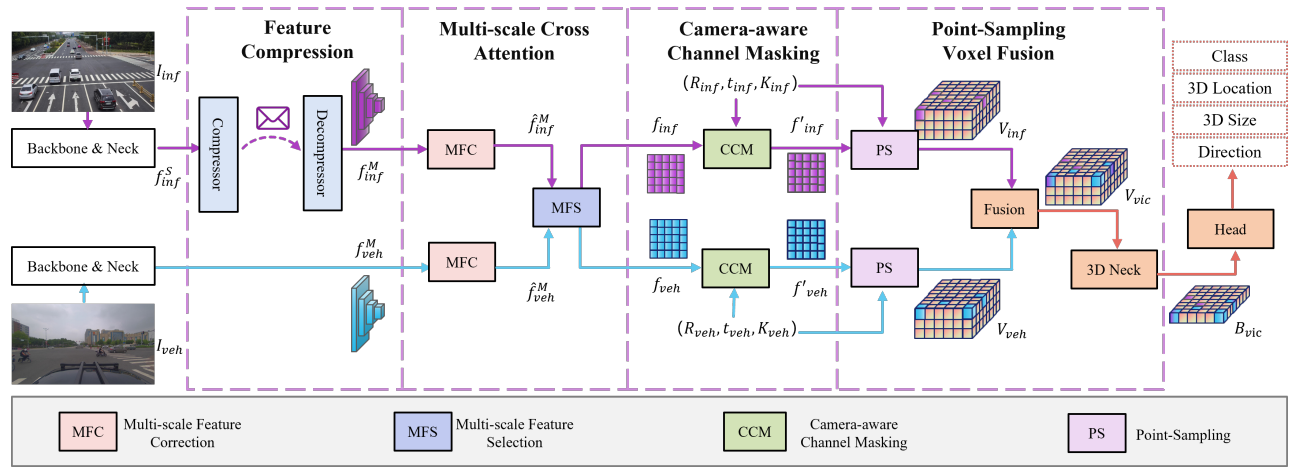 Feature
Compression
Multi-scale Cross
Attention
Camera-aware
Channel Masking
Point-Sampling
Voxel Fusion
I_{inf}
Backbone & Neck
f_{inf}^{S}
Compressor
Decompressor
f_{inf}^{M}
MFC
\hat{f}_{inf}^{M}
MFS
f_{inf}
(R_{inf}, t_{inf}, K_{inf})
CCM
f'_{inf}
PS
V_{inf}
Fusion
V_{vic}
Class
3D Location
3D Size
Direction
Head
3D Neck
B_{vic}
Backbone & Neck
I_{veh}
f_{veh}^{M}
MFC
\hat{f}_{veh}^{M}
f_{veh}
CCM
f'_{veh}
(R_{veh}, t_{veh}, K_{veh})
PS
V_{veh}
MFC
Multi-scale Feature
Correction
MFS
Multi-scale Feature
Selection
CCM
Camera-aware
Channel Masking
PS
Point-Sampling